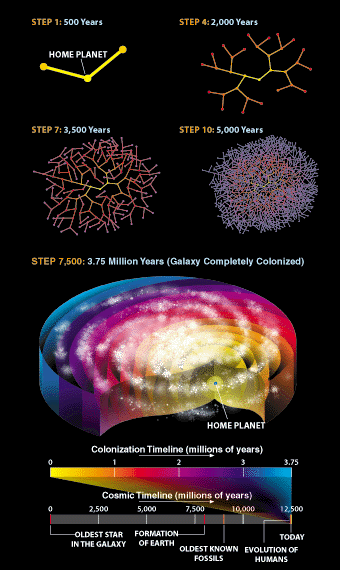 STEP 1: 500 Years
STEP 4: 2,000 Years
HOME PLANET
STEP 7: 3,500 Years
STEP 10: 5,000 Years
STEP 7,500: 3.75 Million Years (Galaxy Completely Colonized)
HOME PLANET
Colonization Timeline (millions of years)
0 1 2 3 3.75
Cosmic Timeline (millions of years)
0 2,500 5,000 7,500 10,000 12,500
TODAY
OLDEST STAR
IN THE GALAXY
FORMATION
OF EARTH
OLDEST KNOWN
FOSSILS
EVOLUTION OF
HUMANS